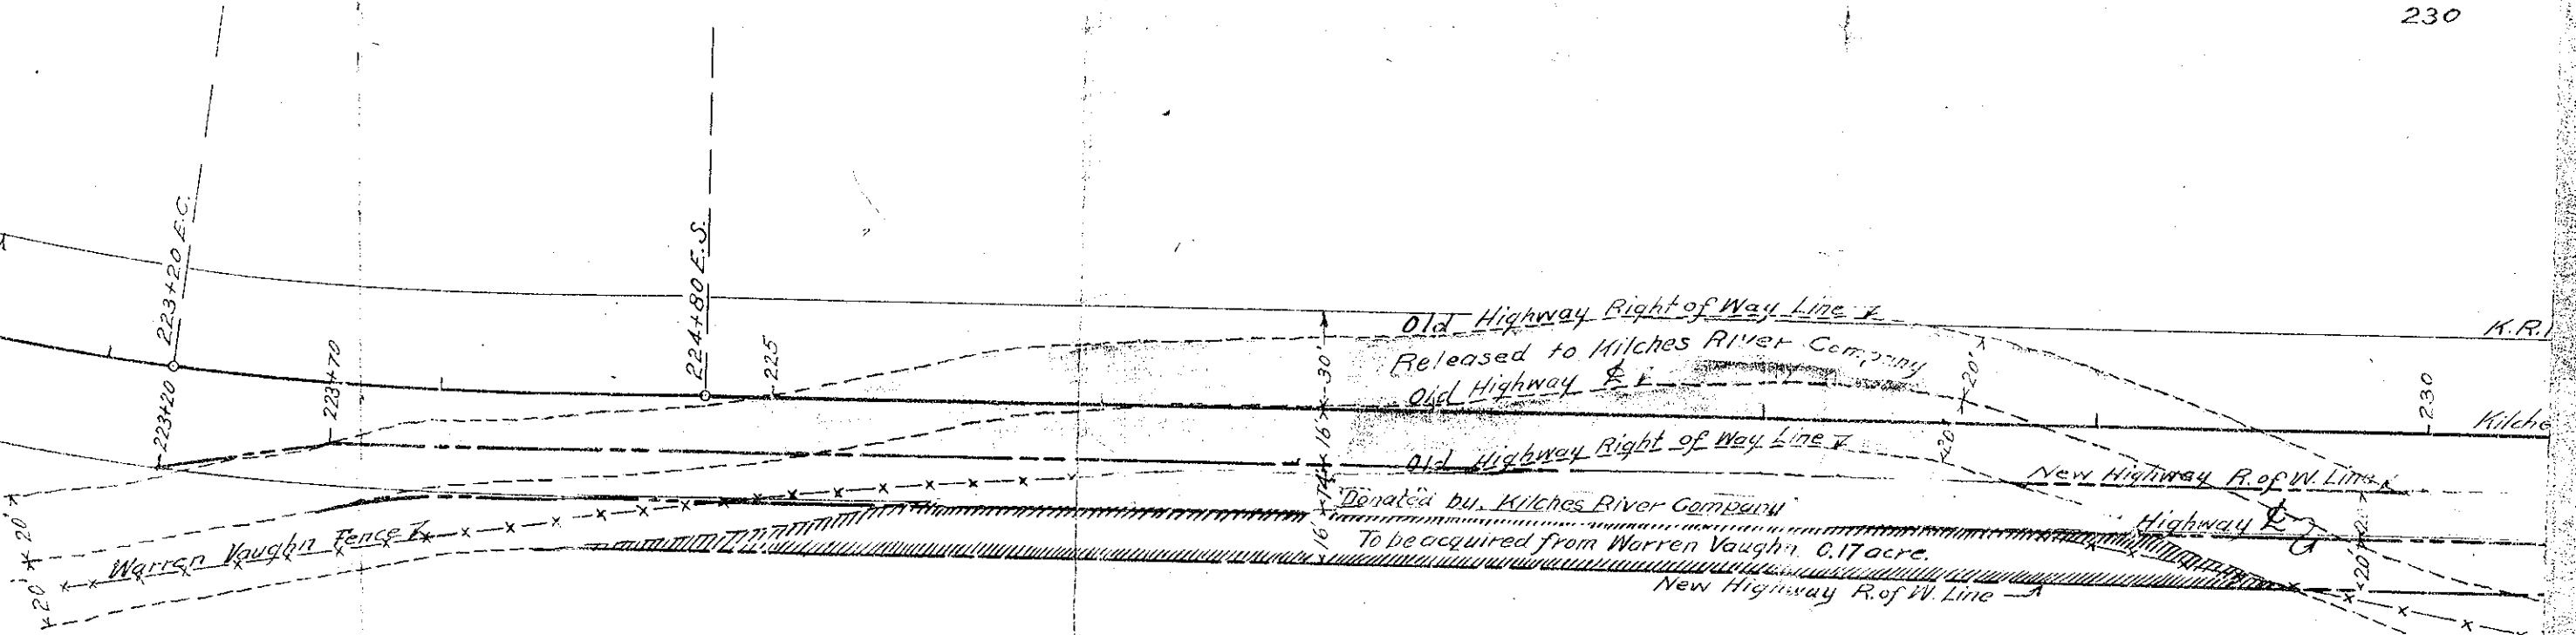 230
223+20 E.C.
224+80 E.S.
223+20
223+70
225
Old Highway Right of Way Line
K.R.
Released to Kilches River Company
Old Highway ℄
30'
16'
14'
16'
20'
20'
230
Kilche
Old Highway Right of Way Line
New Highway R. of W. Line
Donated by Kilches River Company
Highway ℄
To be acquired from Warren Vaughn 0.17 acre.
New Highway R. of W. Line
Warren Vaughn Fence
20'
20'
20'